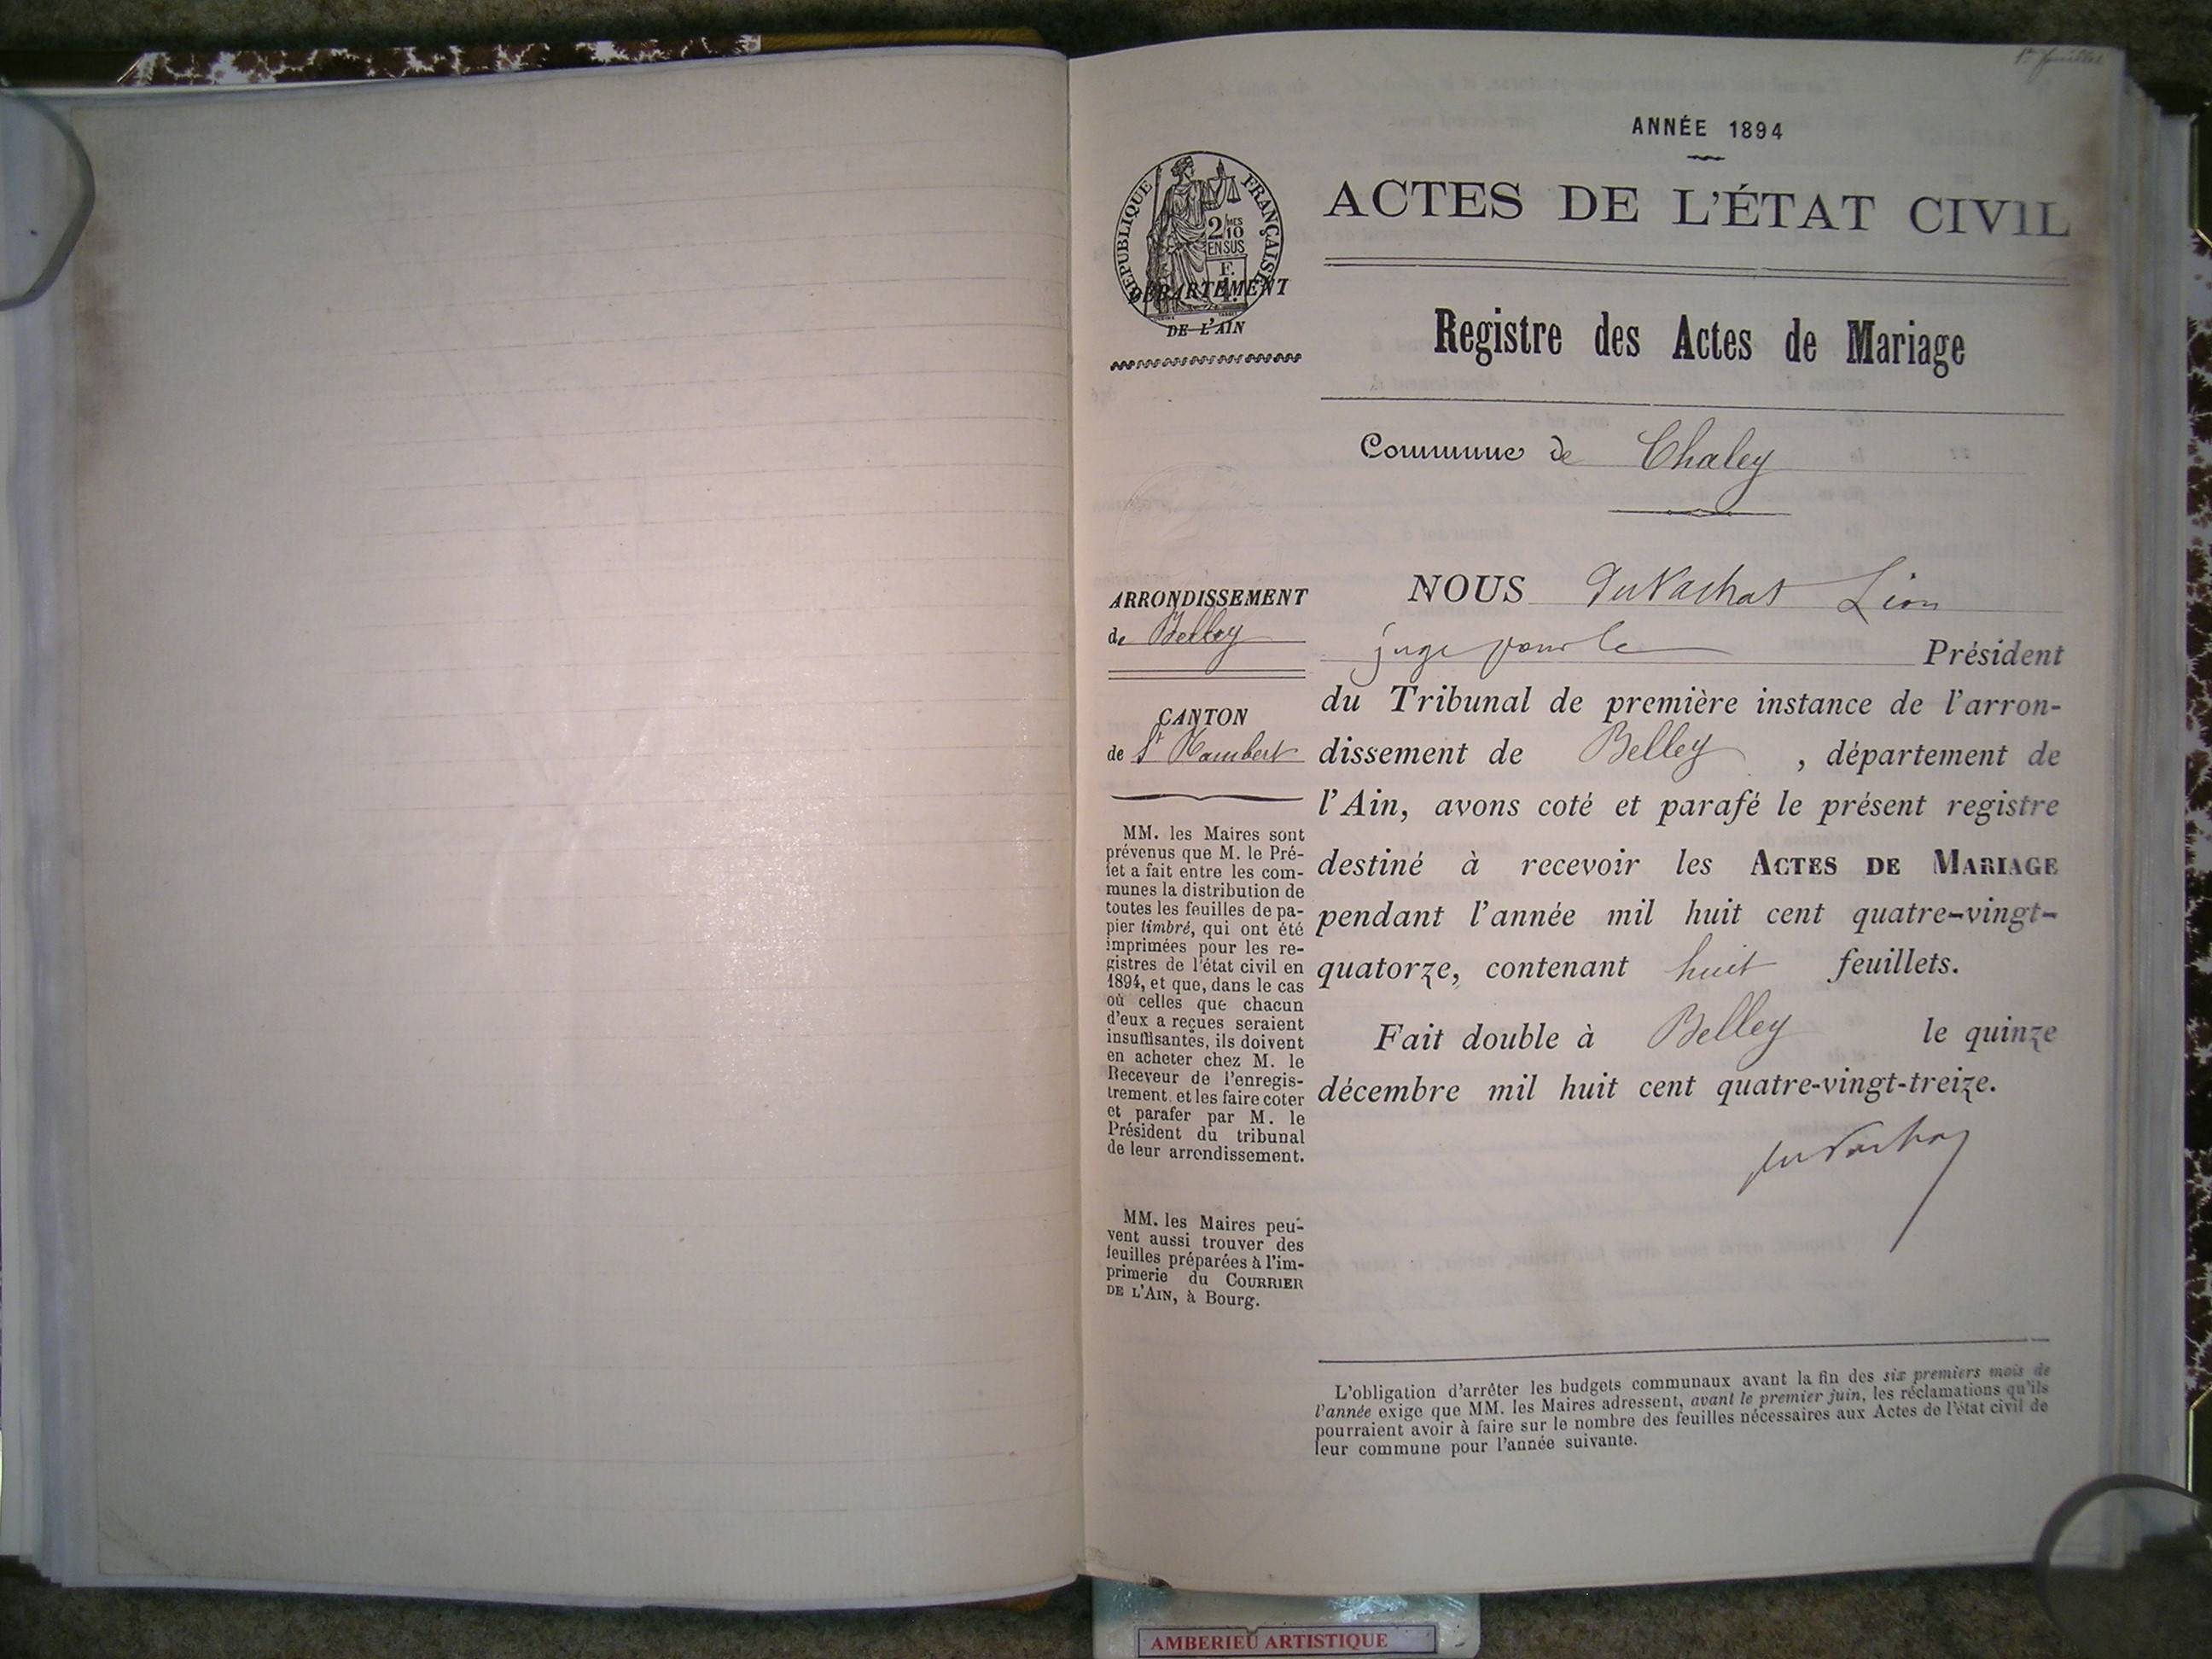 1er feuillet
ANNÉE 1894
ACTES DE L'ÉTAT CIVIL
RÉPUBLIQUE FRANÇAISE
2 MES 10
EN SUS
DÉPARTEMENT
DE L'AIN
Registre des Actes de Mariage
Commune de Chaley
ARRONDISSEMENT
de Belley
CANTON
de St Rambert
MM. les Maires sont
prévenus que M. le Pré-
fet a fait entre les com-
munes la distribution de
toutes les feuilles de pa-
pier timbré, qui ont été
imprimées pour les re-
gistres de l'état civil en
1894, et que, dans le cas
où celles que chacun
d'eux a reçues seraient
insuffisantes, ils doivent
en acheter chez M. le
Receveur de l'enregis-
trement et les faire coter
et parafer par M. le
Président du tribunal
de leur arrondissement.
MM. les Maires peu-
vent aussi trouver des
feuilles préparées à l'im-
primerie du COURRIER
DE L'AIN, à Bourg.
NOUS DuVachat Léon
juge pour le Président
du Tribunal de première instance de l'arron-
dissement de Belley, département de
l'Ain, avons coté et parafé le présent registre
destiné à recevoir les ACTES DE MARIAGE
pendant l'année mil huit cent quatre-vingt-
quatorze, contenant huit feuillets.
Fait double à Belley le quinze
décembre mil huit cent quatre-vingt-treize.
DuVachat
L'obligation d'arrêter les budgets communaux avant la fin des six premiers mois de
l'année exige que MM. les Maires adressent, avant le premier juin, les réclamations qu'ils
pourraient avoir à faire sur le nombre des feuilles nécessaires aux Actes de l'état civil de
leur commune pour l'année suivante.
AMBERIEU ARTISTIQUE